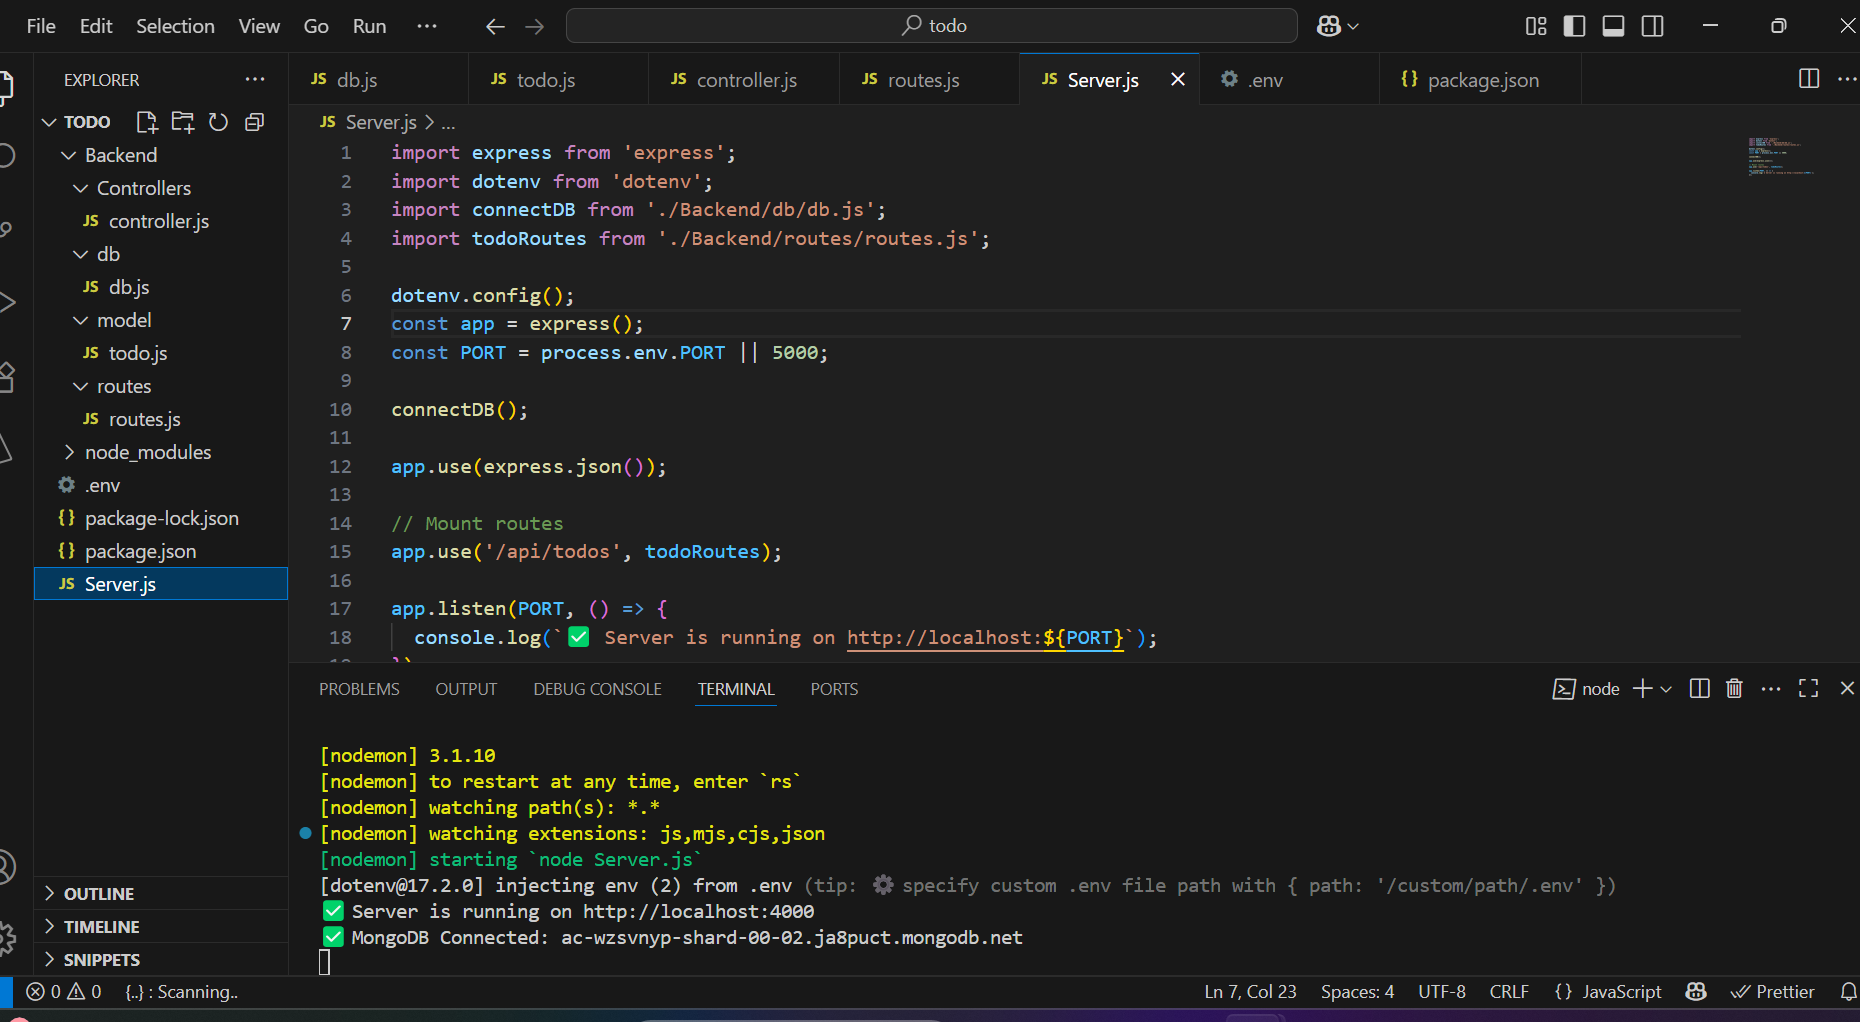 File Edit Selection View Go Run ···
todo
EXPLORER ···
TODO
Backend
Controllers
JS controller.js
db
JS db.js
model
JS todo.js
routes
JS routes.js
node_modules
.env
{} package-lock.json
{} package.json
JS Server.js
OUTLINE
TIMELINE
SNIPPETS
JS db.js
JS todo.js
JS controller.js
JS routes.js
JS Server.js
.env
{} package.json
JS Server.js > ...
1 import express from 'express';
2 import dotenv from 'dotenv';
3 import connectDB from './Backend/db/db.js';
4 import todoRoutes from './Backend/routes/routes.js';
5
6 dotenv.config();
7 const app = express();
8 const PORT = process.env.PORT || 5000;
9
10 connectDB();
11
12 app.use(express.json());
13
14 // Mount routes
15 app.use('/api/todos', todoRoutes);
16
17 app.listen(PORT, () => {
18 console.log(`✅ Server is running on http://localhost:${PORT}`);
PROBLEMS OUTPUT DEBUG CONSOLE TERMINAL PORTS
node
[nodemon] 3.1.10
[nodemon] to restart at any time, enter `rs`
[nodemon] watching path(s): *.*
[nodemon] watching extensions: js,mjs,cjs,json
[nodemon] starting `node Server.js`
[dotenv@17.2.0] injecting env (2) from .env (tip: ⚙️ specify custom .env file path with { path: '/custom/path/.env' })
✅ Server is running on http://localhost:4000
✅ MongoDB Connected: ac-wzsvnyp-shard-00-02.ja8puct.mongodb.net
0 0 {..} : Scanning..
Ln 7, Col 23 Spaces: 4 UTF-8 CRLF {} JavaScript Prettier